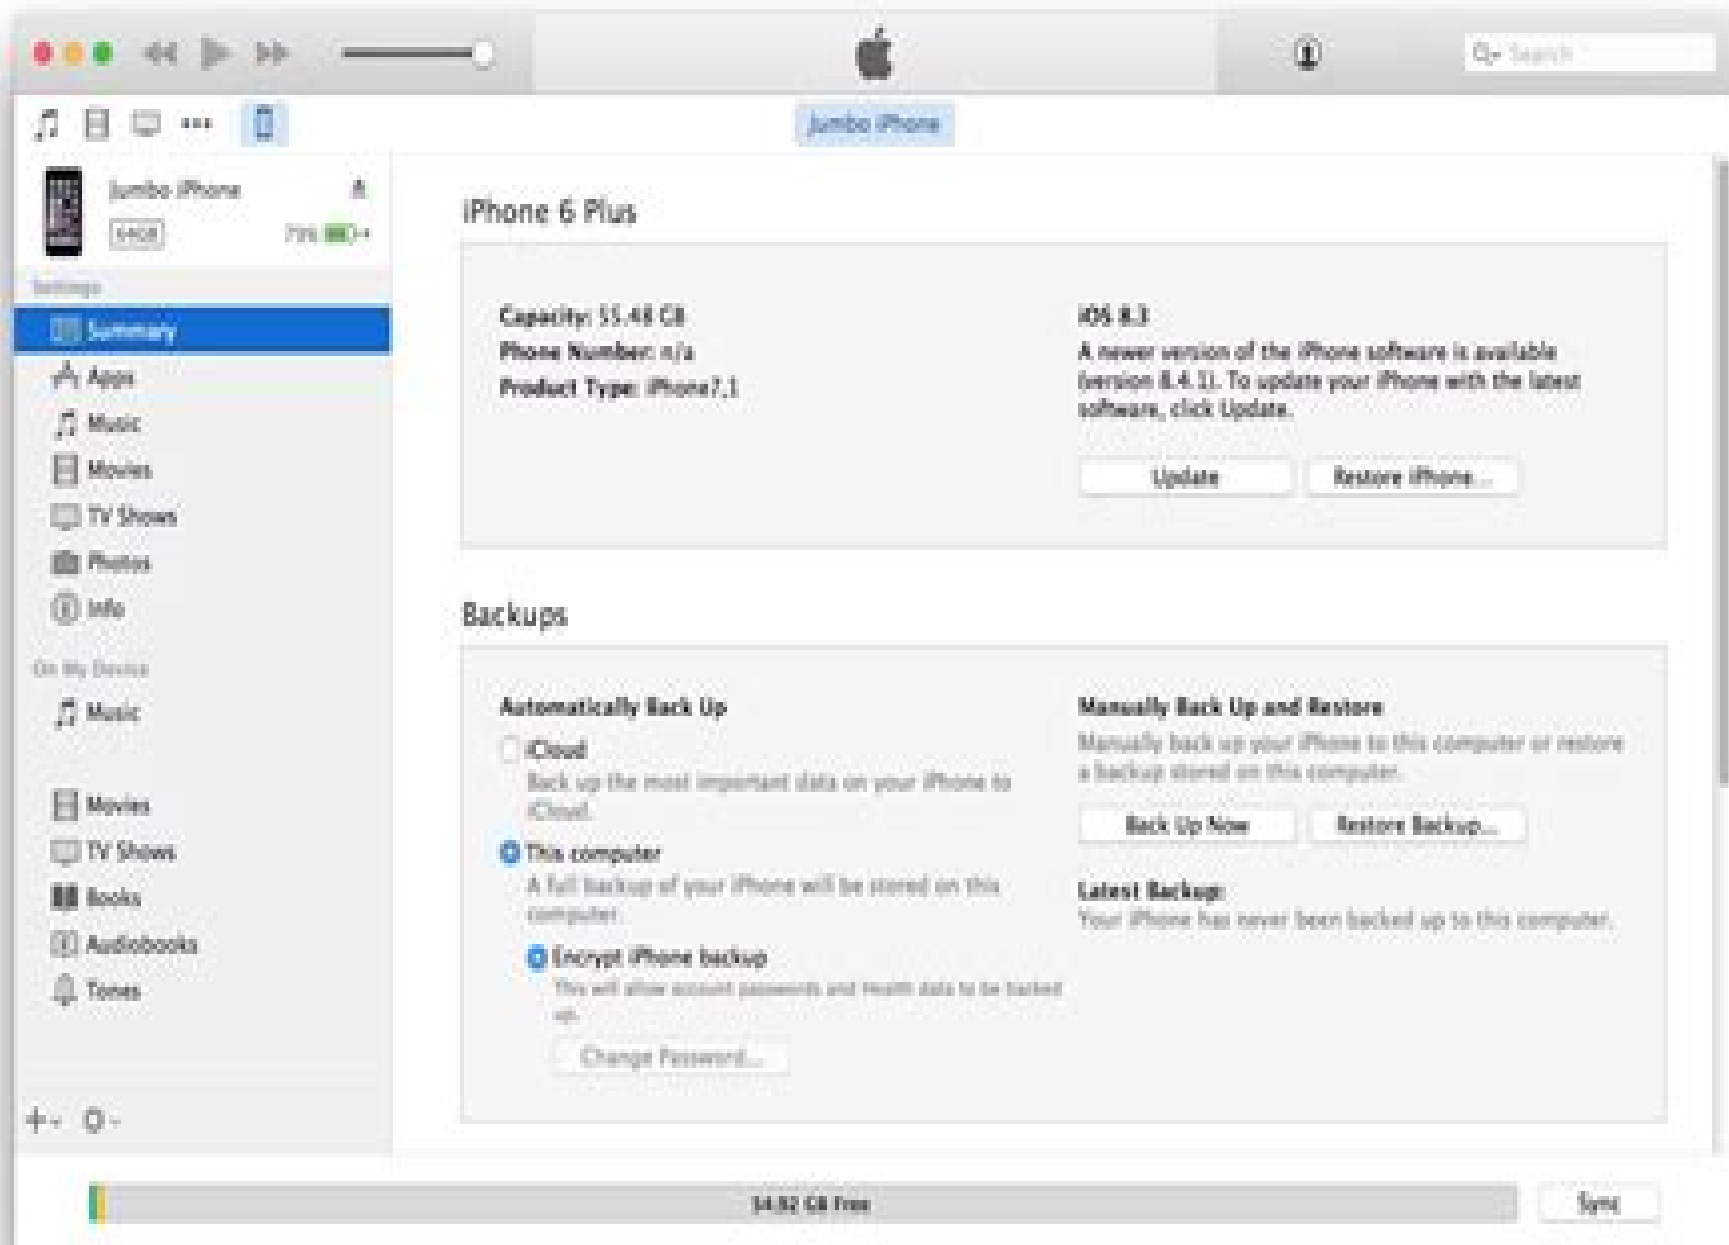 Search
Jumbo iPhone
Jumbo iPhone
64GB
79%
Settings
Summary
Apps
Music
Movies
TV Shows
Photos
Info
On My Device
Music
Movies
TV Shows
Books
Audiobooks
Tones
iPhone 6 Plus
Capacity: 55.48 GB
Phone Number: n/a
Product Type: iPhone7,1
iOS 8.3
A newer version of the iPhone software is available
(version 8.4.1). To update your iPhone with the latest
software, click Update.
Update
Restore iPhone...
Backups
Automatically Back Up
iCloud
Back up the most important data on your iPhone to
iCloud.
This computer
A full backup of your iPhone will be stored on this
computer.
Encrypt iPhone backup
This will allow account passwords and Health data to be backed
up.
Change Password...
Manually Back Up and Restore
Manually back up your iPhone to this computer or restore
a backup stored on this computer.
Back Up Now
Restore Backup...
Latest Backup:
Your iPhone has never been backed up to this computer.
54.92 GB Free
Sync